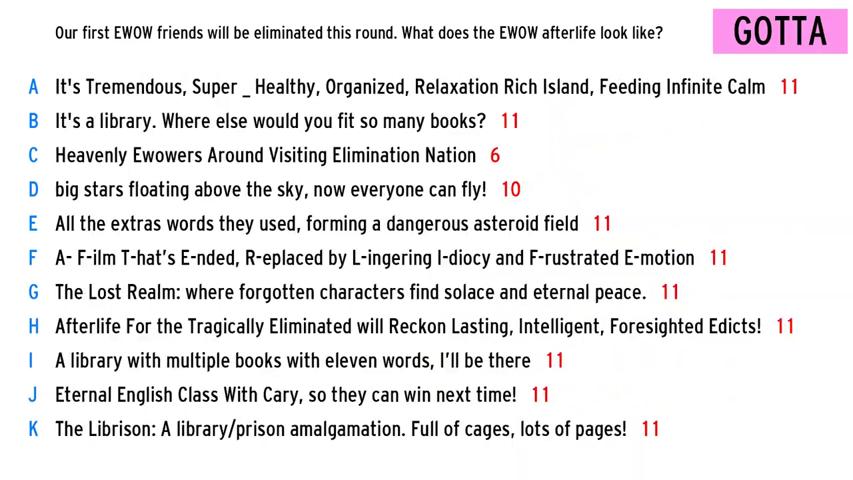 Our first EWOW friends will be eliminated this round. What does the EWOW afterlife look like?
GOTTA
A It's Tremendous, Super _ Healthy, Organized, Relaxation Rich Island, Feeding Infinite Calm 11
B It's a library. Where else would you fit so many books? 11
C Heavenly Ewowers Around Visiting Elimination Nation 6
D big stars floating above the sky, now everyone can fly! 10
E All the extras words they used, forming a dangerous asteroid field 11
F A- F-ilm T-hat's E-nded, R-eplaced by L-ingering I-diocy and F-rustrated E-motion 11
G The Lost Realm: where forgotten characters find solace and eternal peace. 11
H Afterlife For the Tragically Eliminated will Reckon Lasting, Intelligent, Foresighted Edicts! 11
I A library with multiple books with eleven words, I'll be there 11
J Eternal English Class With Cary, so they can win next time! 11
K The Librison: A library/prison amalgamation. Full of cages, lots of pages! 11